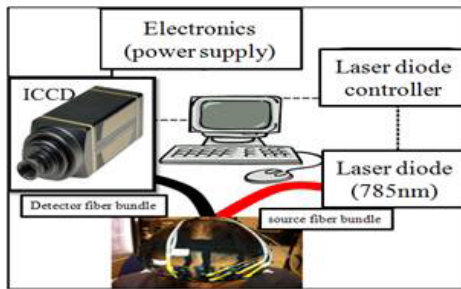 Electronics
(power supply)
ICCD
Laser diode
controller
Laser diode
(785nm)
Detector fiber bundle
source fiber bundle